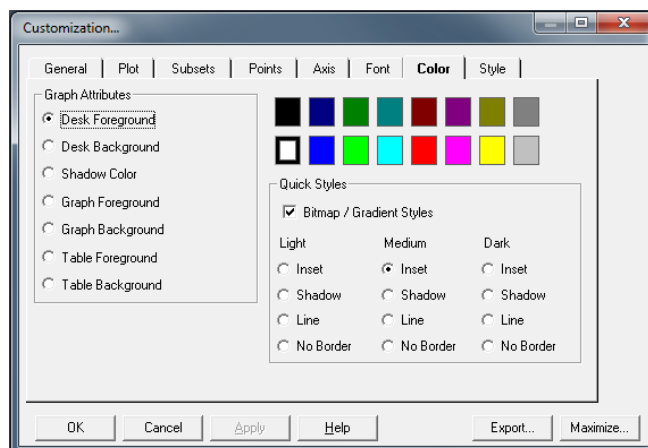 Customization...
General Plot Subsets Points Axis Font Color Style
Graph Attributes
Desk Foreground
Desk Background
Shadow Color
Graph Foreground
Graph Background
Table Foreground
Table Background
Quick Styles
Bitmap / Gradient Styles
Light Medium Dark
Inset Inset Inset
Shadow Shadow Shadow
Line Line Line
No Border No Border No Border
OK Cancel Apply Help Export... Maximize...